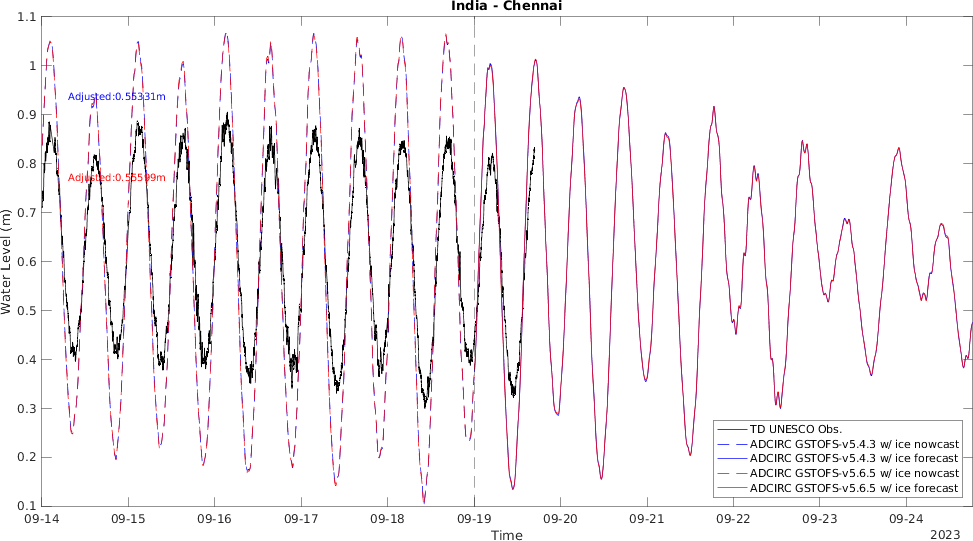 India - Chennai
1.1
1
0.9
0.8
0.7
0.6
0.5
0.4
0.3
0.2
0.1
Water Level (m)
Adjusted:0.55331m
Adjusted:0.55599m
TD UNESCO Obs.
ADCIRC GSTOFS-v5.4.3 w/ ice nowcast
ADCIRC GSTOFS-v5.4.3 w/ ice forecast
ADCIRC GSTOFS-v5.6.5 w/ ice nowcast
ADCIRC GSTOFS-v5.6.5 w/ ice forecast
09-14 09-15 09-16 09-17 09-18 09-19 09-20 09-21 09-22 09-23 09-24
Time
2023